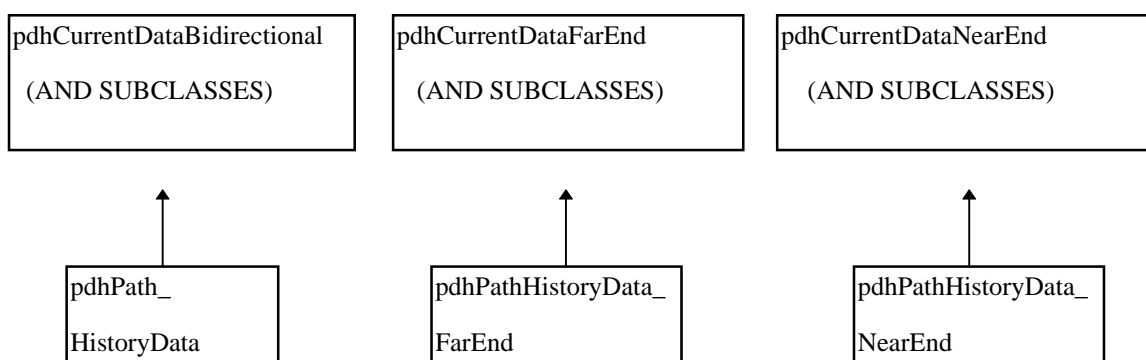 pdhCurrentDataBidirectional
(AND SUBCLASSES)
pdhCurrentDataFarEnd
(AND SUBCLASSES)
pdhCurrentDataNearEnd
(AND SUBCLASSES)
pdhPath_
HistoryData
pdhPathHistoryData_
FarEnd
pdhPathHistoryData_
NearEnd